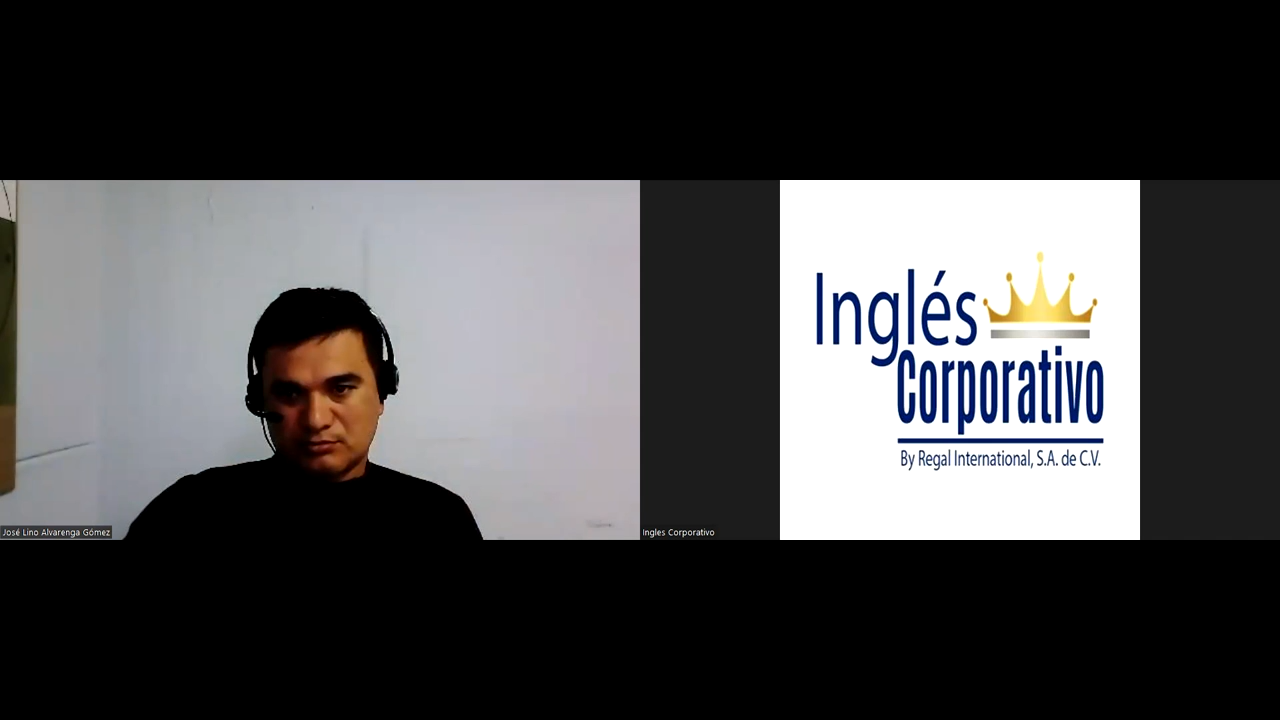 Inglés
Corporativo
By Regal International, S.A. de C.V.
José Lino Alvarenga Gómez
Ingles Corporativo